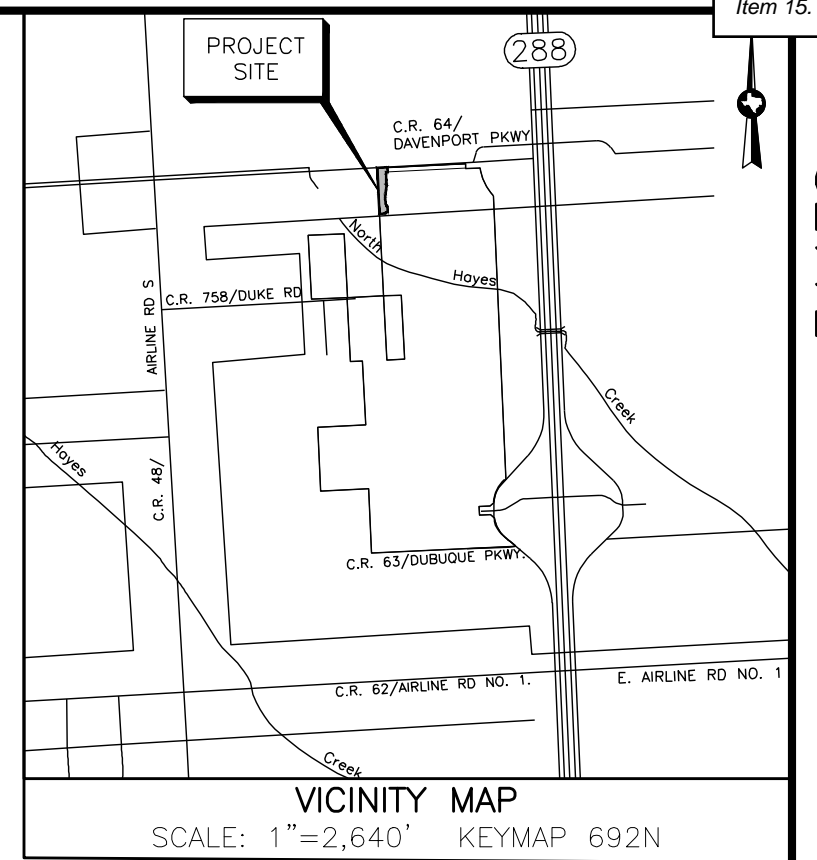 Item 15.
PROJECT
SITE
288
C.R. 64/
DAVENPORT PKWY
North
Hayes
C.R. 758/DUKE RD
AIRLINE RD S
Creek
Hayes
C.R. 48/
C.R. 63/DUBUQUE PKWY.
C.R. 62/AIRLINE RD NO. 1.
E. AIRLINE RD NO. 1
Creek
VICINITY MAP
SCALE: 1"=2,640' KEYMAP 692N